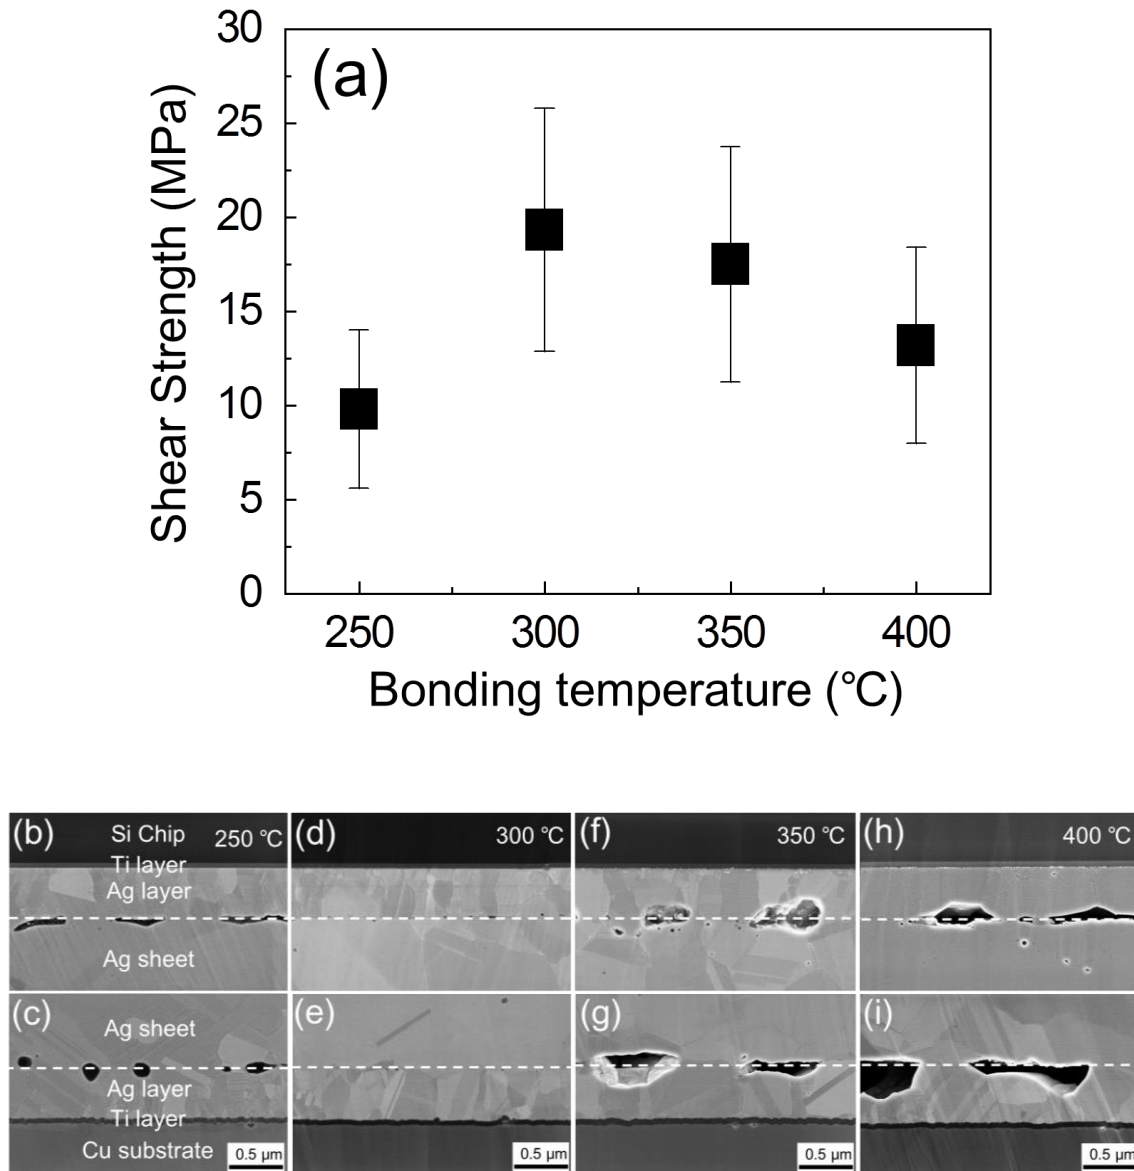 (a)
30
25
20
15
10
5
0
Shear Strength (MPa)
250 300 350 400
Bonding temperature (℃)
(b) Si Chip 250 ℃
Ti layer
Ag layer
Ag sheet
(d) 300 ℃
(f) 350 ℃
(h) 400 ℃
(c)
Ag sheet
Ag layer
Ti layer
Cu substrate 0.5 μm
(e)
0.5 μm
(g)
0.5 μm
(i)
0.5 μm